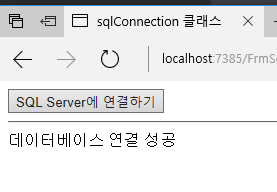 sqlConnection 클래스
localhost:7385/FrmSe
SQL Server에 연결하기
데이터베이스 연결 성공